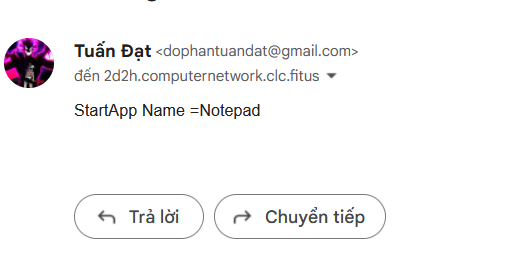 Tuấn Đạt <dophantuandat@gmail.com>
đến 2d2h.computernetwork.clc.fitus
StartApp Name =Notepad
Trả lời
Chuyển tiếp